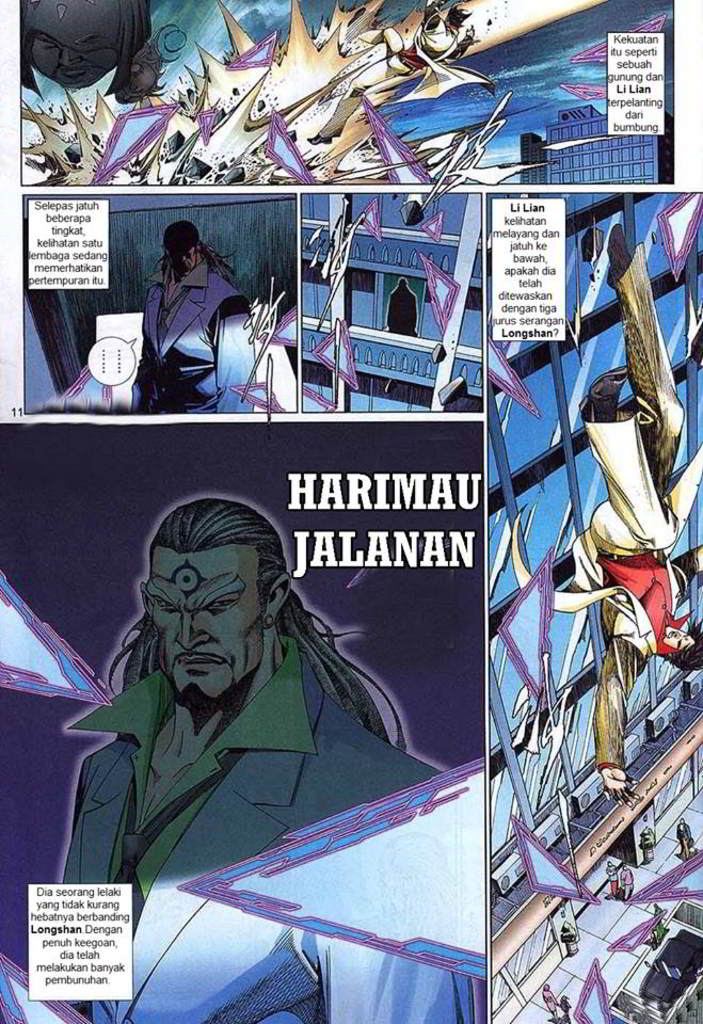 Kekuatan
itu seperti
sebuah
gunung dan
Li Lian
terpelanting
dari
bumbung.
Selepas jatuh
beberapa
tingkat,
kelihatan satu
lembaga sedang
memerhatikan
pertempuran itu.
Li Lian
kelihatan
melayang dan
jatuh ke
bawah,
apakah dia
telah
ditewaskan
dengan tiga
jurus serangan
Longshan?
11
HARIMAU
JALANAN
Dia seorang lelaki
yang tidak kurang
hebatnya berbanding
Longshan.Dengan
penuh keegoan,
dia telah
melakukan banyak
pembunuhan.